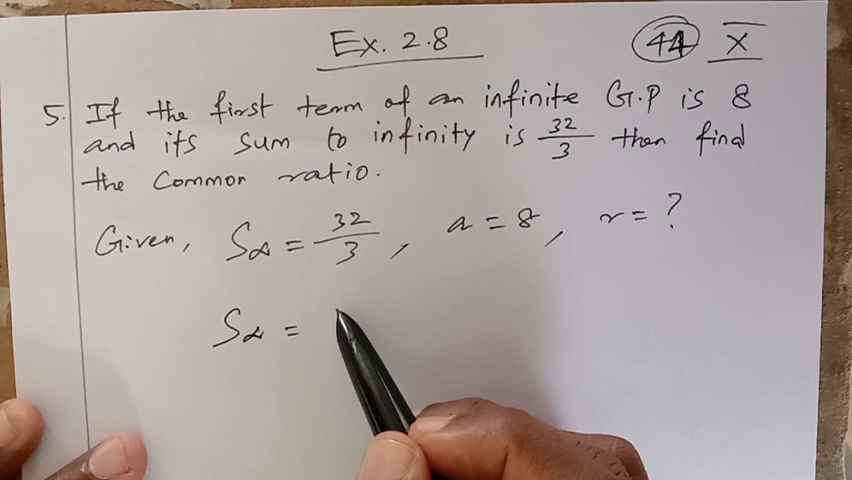 Ex. 2.8
44 X
5. If the first term of an infinite G.P is 8
and its sum to infinity is 32/3 then find
the common ratio.
Given, S∞ = 32/3, a = 8, r = ?
S∞ =